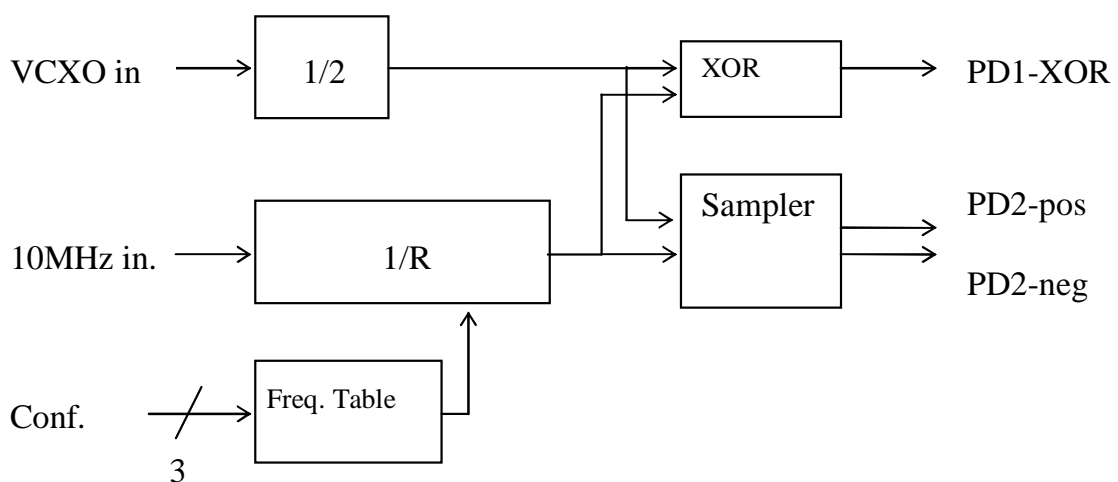 VCXO in
1/2
XOR
PD1-XOR
10MHz in.
1/R
Sampler
PD2-pos
PD2-neg
Conf.
3
Freq. Table